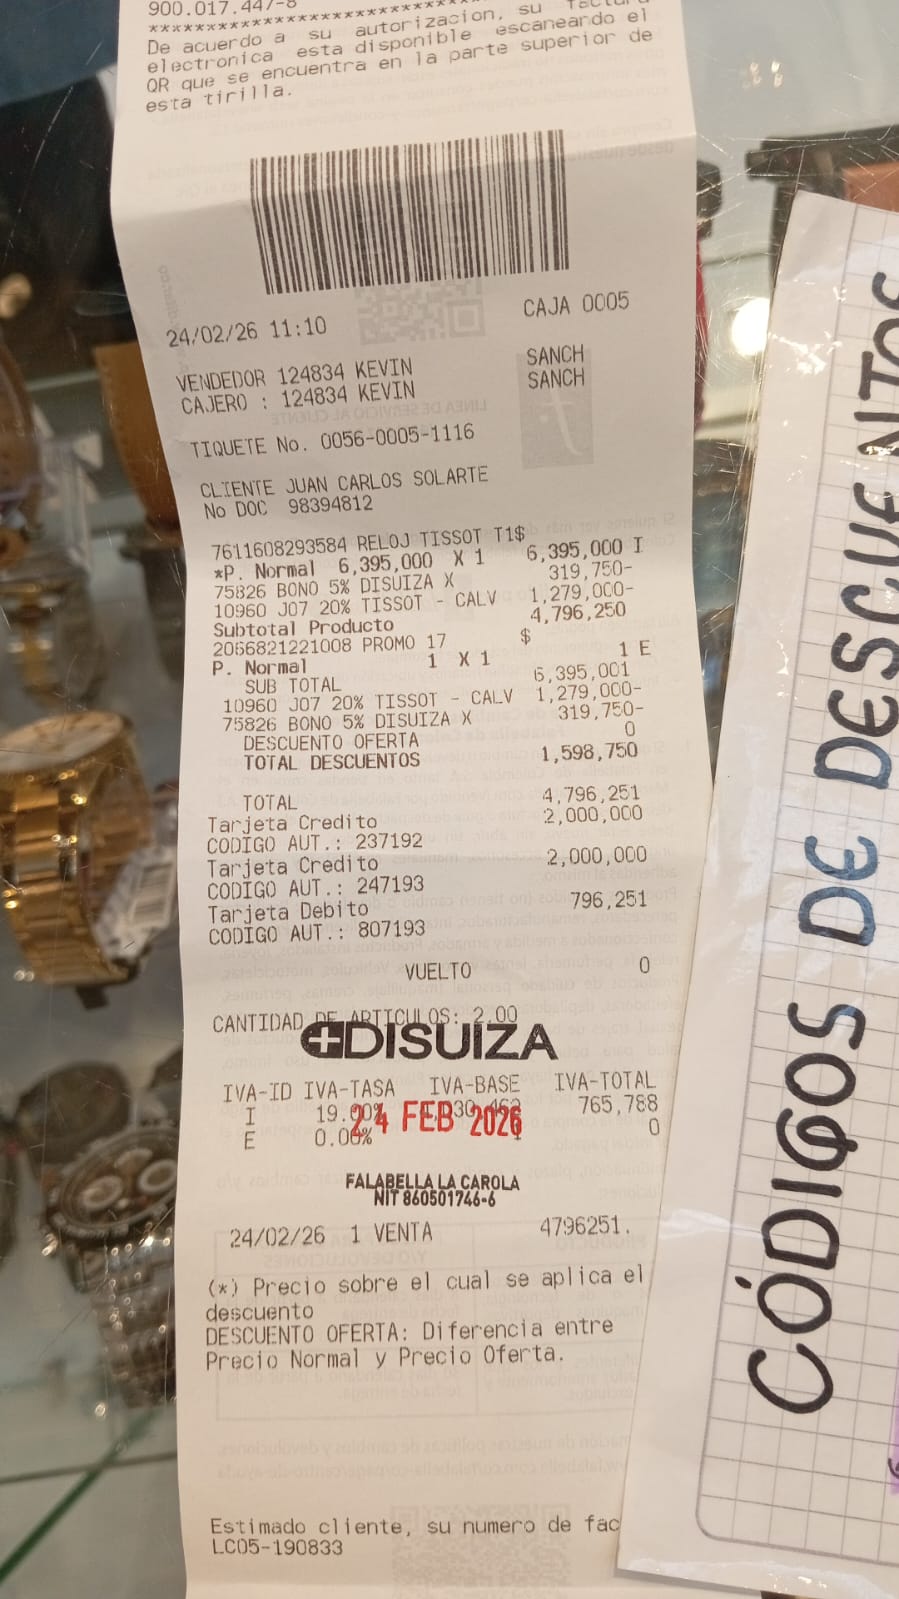 900.017.447-8
De acuerdo a su autorizacion, su factura
electronica esta disponible escaneando el
QR que se encuentra en la parte superior de
esta tirilla.
24/02/26 11:10 CAJA 0005
VENDEDOR 124834 KEVIN SANCH
CAJERO : 124834 KEVIN SANCH
TIQUETE No. 0056-0005-1116
CLIENTE JUAN CARLOS SOLARTE
No DOC 98394812
7611608293584 RELOJ TISSOT T1$
*P. Normal 6,395,000 X 1 6,395,000 I
75826 BONO 5% DISUIZA X 319,750-
10960 J07 20% TISSOT - CALV 1,279,000-
Subtotal Producto 4,796,250
2066821221008 PROMO 17 $
P. Normal 1 X 1 1 E
SUB TOTAL 6,395,001
10960 J07 20% TISSOT - CALV 1,279,000-
75826 BONO 5% DISUIZA X 319,750-
DESCUENTO OFERTA 0
TOTAL DESCUENTOS 1,598,750
TOTAL 4,796,251
Tarjeta Credito 2,000,000
CODIGO AUT.: 237192
Tarjeta Credito 2,000,000
CODIGO AUT.: 247193
Tarjeta Debito 796,251
CODIGO AUT.: 807193
VUELTO 0
CANTIDAD DE ARTICULOS: 2.00
DISUIZA
IVA-ID IVA-TASA IVA-BASE IVA-TOTAL
I 19.00% 765,788
24 FEB 2026
E 0.00% 1 0
FALABELLA LA CAROLA
NIT 860501746-6
24/02/26 1 VENTA 4796251.
(*) Precio sobre el cual se aplica el
descuento
DESCUENTO OFERTA: Diferencia entre
Precio Normal y Precio Oferta.
Estimado cliente, su numero de fac
LC05-190833
CÓDIGOS DE DESCUENTOS